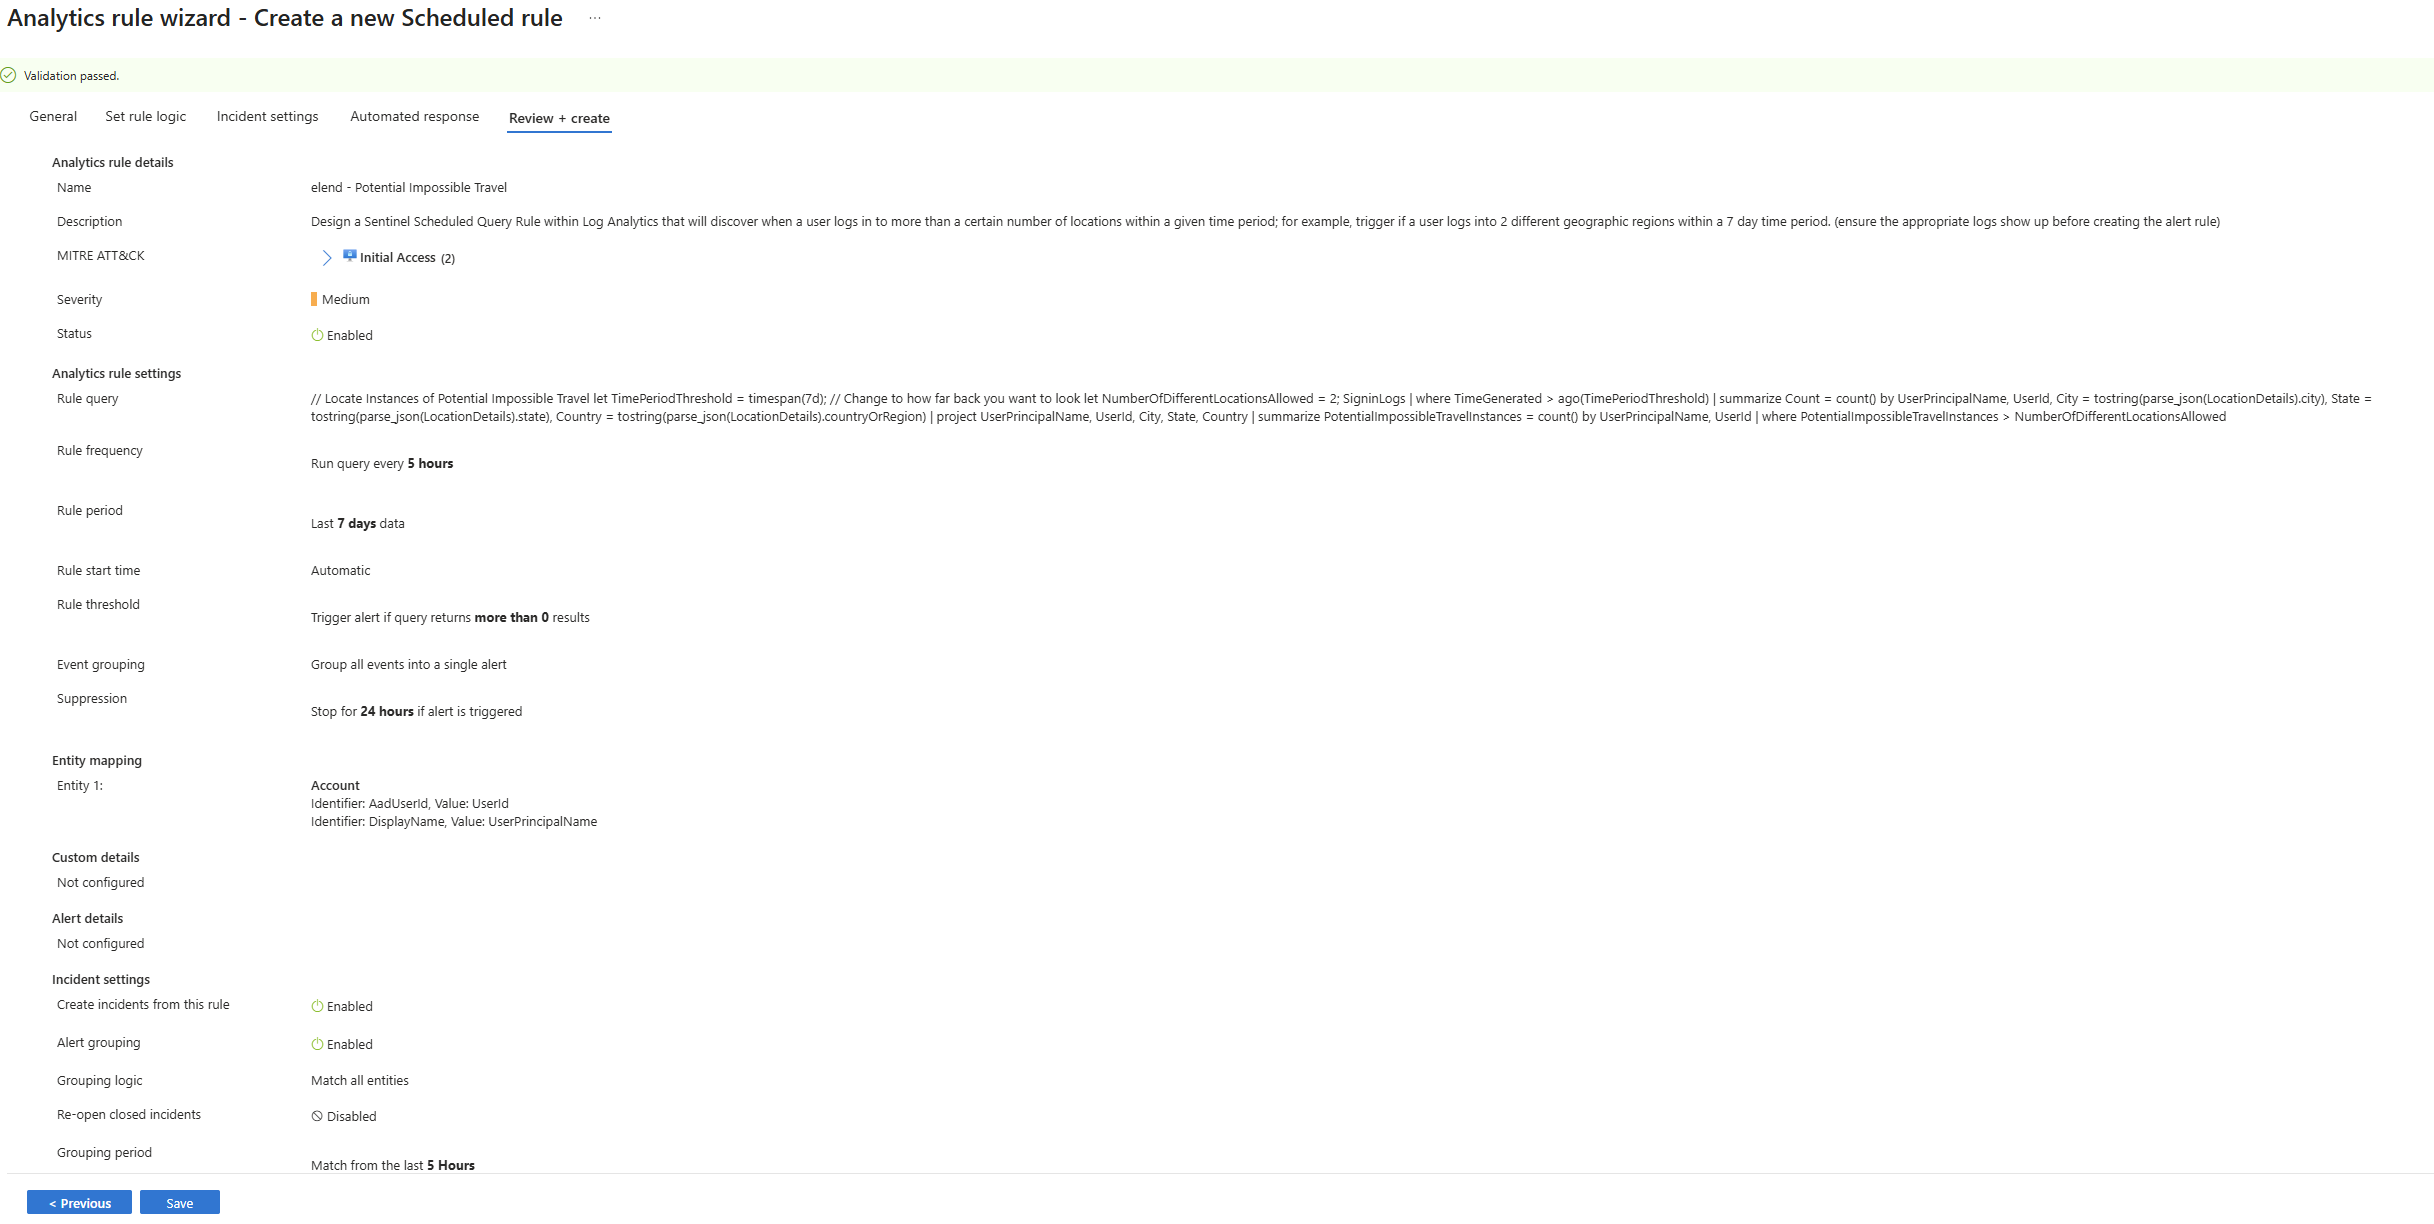 Analytics rule wizard - Create a new Scheduled rule ...
Validation passed.
General Set rule logic Incident settings Automated response Review + create
Analytics rule details
Name elend - Potential Impossible Travel
Description Design a Sentinel Scheduled Query Rule within Log Analytics that will discover when a user logs in to more than a certain number of locations within a given time period; for example, trigger if a user logs into 2 different geographic regions within a 7 day time period. (ensure the appropriate logs show up before creating the alert rule)
MITRE ATT&CK Initial Access (2)
Severity Medium
Status Enabled
Analytics rule settings
Rule query // Locate Instances of Potential Impossible Travel let TimePeriodThreshold = timespan(7d); // Change to how far back you want to look let NumberOfDifferentLocationsAllowed = 2; SigninLogs | where TimeGenerated > ago(TimePeriodThreshold) | summarize Count = count() by UserPrincipalName, UserId, City = tostring(parse_json(LocationDetails).city), State =
tostring(parse_json(LocationDetails).state), Country = tostring(parse_json(LocationDetails).countryOrRegion) | project UserPrincipalName, UserId, City, State, Country | summarize PotentialImpossibleTravelInstances = count() by UserPrincipalName, UserId | where PotentialImpossibleTravelInstances > NumberOfDifferentLocationsAllowed
Rule frequency
Run query every 5 hours
Rule period
Last 7 days data
Rule start time Automatic
Rule threshold
Trigger alert if query returns more than 0 results
Event grouping Group all events into a single alert
Suppression
Stop for 24 hours if alert is triggered
Entity mapping
Entity 1: Account
Identifier: AadUserId, Value: UserId
Identifier: DisplayName, Value: UserPrincipalName
Custom details
Not configured
Alert details
Not configured
Incident settings
Create incidents from this rule Enabled
Alert grouping Enabled
Grouping logic Match all entities
Re-open closed incidents Disabled
Grouping period
Match from the last 5 Hours
< Previous Save